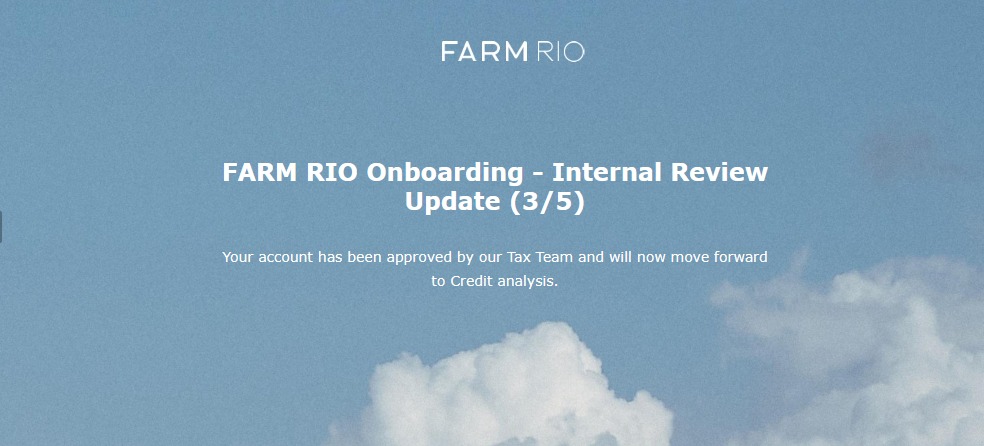 FARM RIO
FARM RIO Onboarding - Internal Review
Update (3/5)
Your account has been approved by our Tax Team and will now move forward
to Credit analysis.